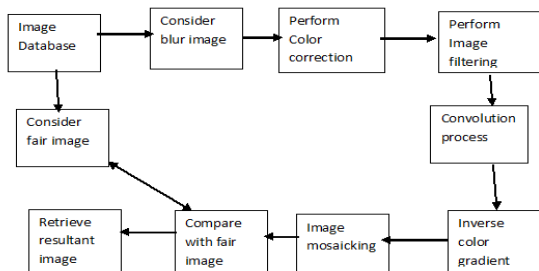 Image
Database
Consider
blur image
Perform
Color
correction
Perform
Image
filtering
Consider
fair image
Convolution
process
Retrieve
resultant
image
Compare
with fair
image
Image
mosaicking
Inverse
color
gradient